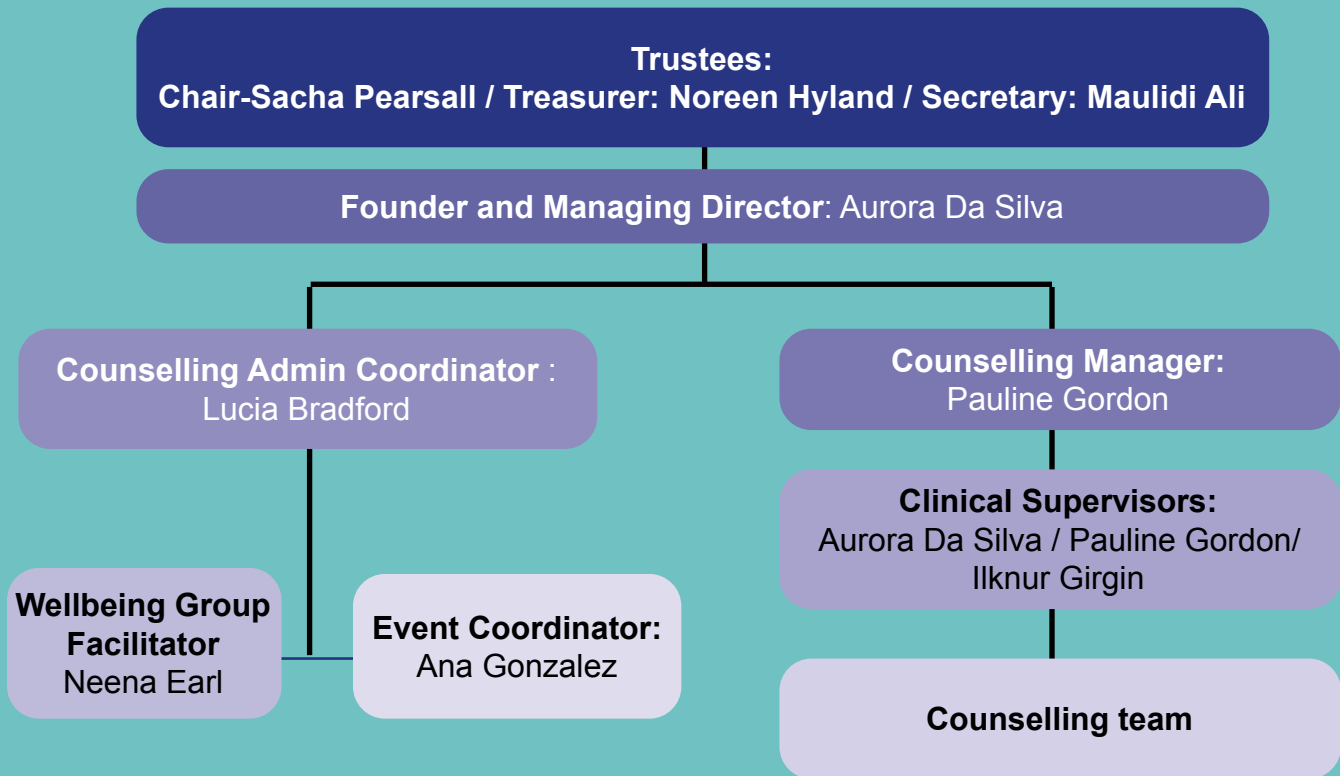 Trustees:
Chair-Sacha Pearsall / Treasurer: Noreen Hyland / Secretary: Maulidi Ali
Founder and Managing Director: Aurora Da Silva
Counselling Admin Coordinator :
Lucia Bradford
Counselling Manager:
Pauline Gordon
Clinical Supervisors:
Aurora Da Silva / Pauline Gordon/
Ilknur Girgin
Wellbeing Group
Facilitator
Neena Earl
Event Coordinator:
Ana Gonzalez
Counselling team